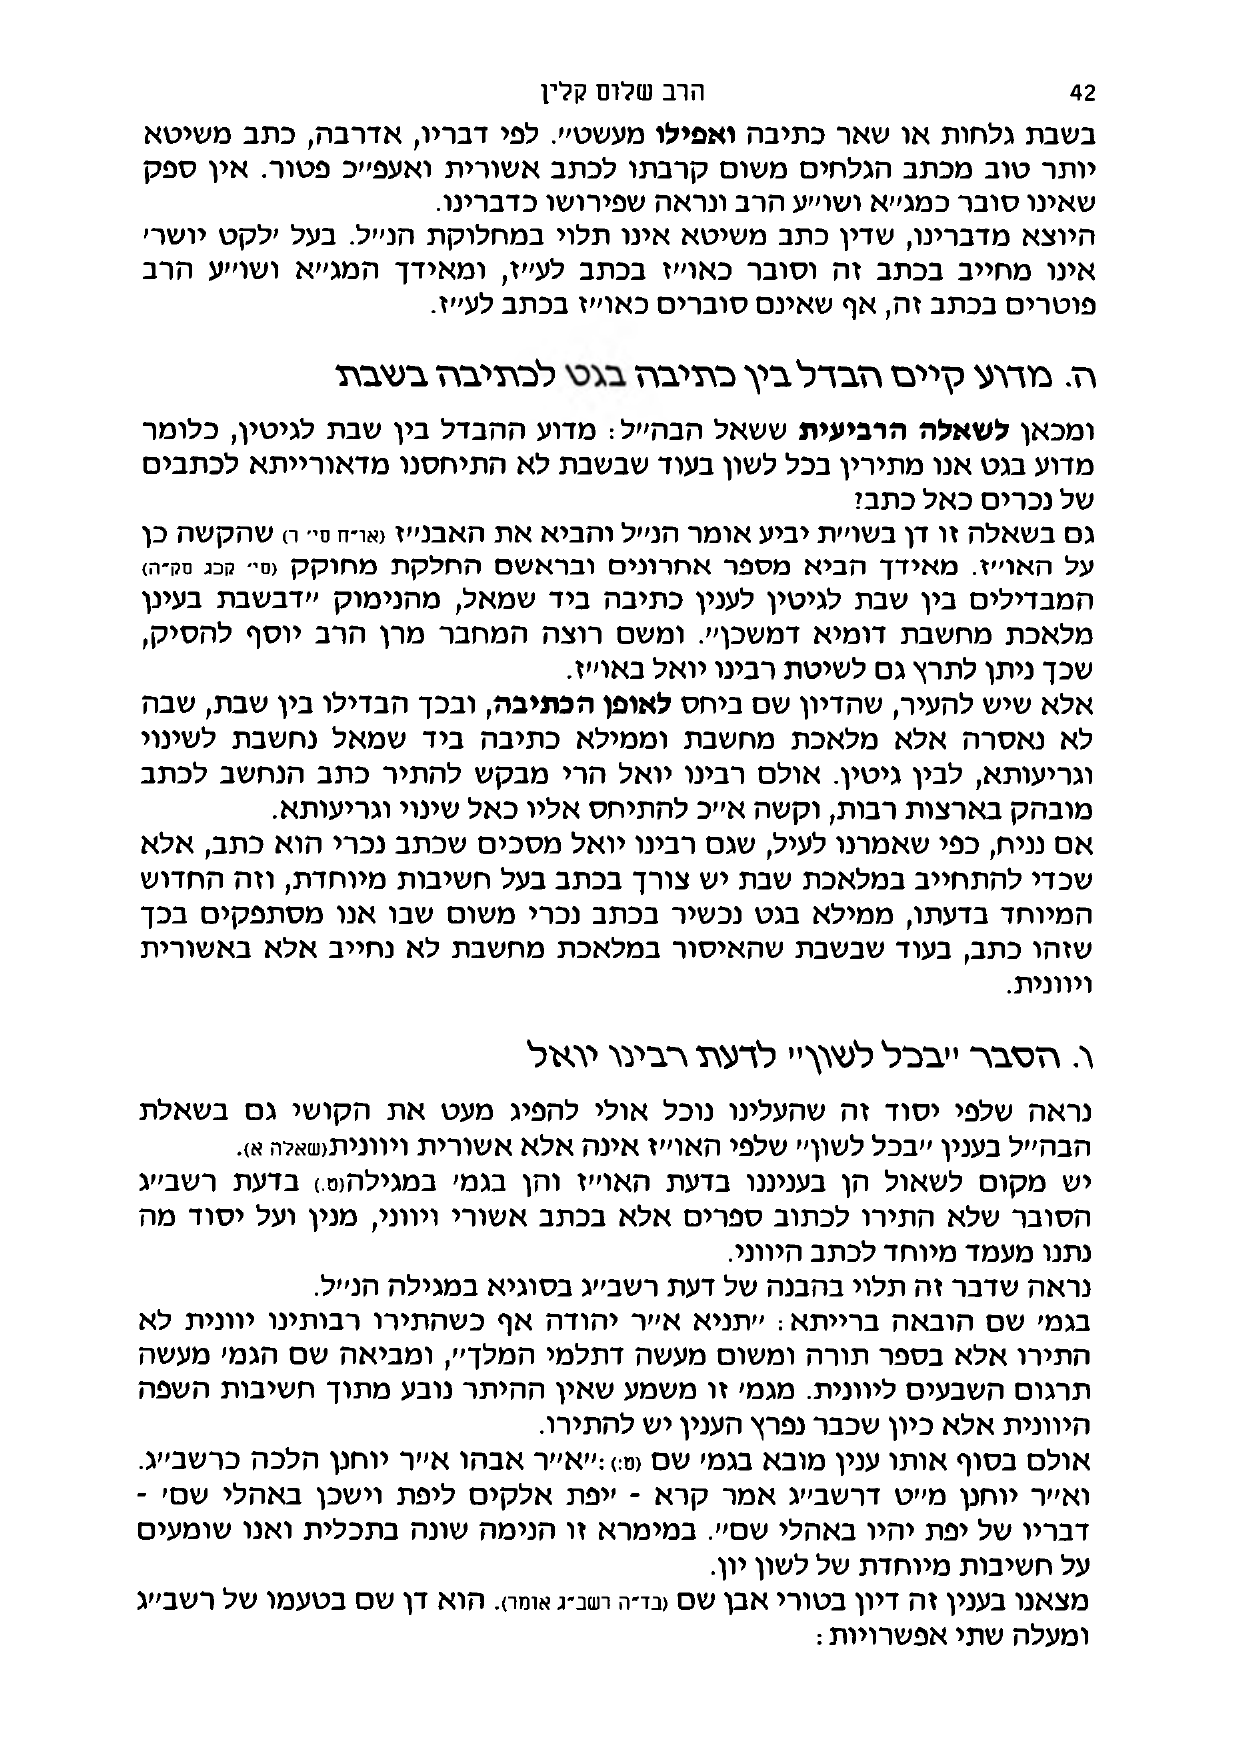 42
הרב שלום קלין
בשבת גלחות או שאר כתיבה ואפילו מעשט״. לפי דבריו, אדרבה, כתב משיטא
יותר טוב מכתב הגלחים משום קרבתו לכתב אשורית ואעפ״כ פטור. אין ספק
שאינו סובר כמג״א ושו״ע הרב ונראה שפירושו כדברינו.
היוצא מדברינו, שדין כתב משיטא אינו תלוי במחלוקת הנ״ל. בעל ׳לקט יושר׳
אינו מחייב בכתב זה וסובר כאו״ז בכתב לע״ז, ומאידך המג״א ושו״ע הרב
פוטרים בכתב זה, אף שאינם סוברים כאו״ז בכתב לע״ז.
ה. מדוע קיים הבדל בין כתיבה בגט לכתיבה בשבת
ומכאן לשאלה הרביעית ששאל הבה״ל: מדוע ההבדל בין שבת לגיטין, כלומר
מדוע בגט אנו מתירין בכל לשון בעוד שבשבת לא התיחסנו מדאורייתא לכתבים
של נכרים כאל כתב?
גם בשאלה זו דן בשו״ת יביע אומר הנ״ל והביא את האבנ״ז (או״ח סי׳ ר) שהקשה כן
על האו״ז. מאידך הביא מספר אחרונים ובראשם החלקת מחוקק (סי׳ קכג סק״ה)
המבדילים בין שבת לגיטין לענין כתיבה ביד שמאל, מהנימוק ״דבשבת בעינן
מלאכת מחשבת דומיא דמשכן״. ומשם רוצה המחבר מרן הרב יוסף להסיק,
שכך ניתן לתרץ גם לשיטת רבינו יואל באו״ז.
אלא שיש להעיר, שהדיון שם ביחס לאופן הכתיבה, ובכך הבדילו בין שבת, שבה
לא נאסרה אלא מלאכת מחשבת וממילא כתיבה ביד שמאל נחשבת לשינוי
וגריעותא, לבין גיטין. אולם רבינו יואל הרי מבקש להתיר כתב הנחשב לכתב
מובהק בארצות רבות, וקשה א״כ להתיחס אליו כאל שינוי וגריעותא.
אם נניח, כפי שאמרנו לעיל, שגם רבינו יואל מסכים שכתב נכרי הוא כתב, אלא
שכדי להתחייב במלאכת שבת יש צורך בכתב בעל חשיבות מיוחדת, וזה החדוש
המיוחד בדעתו, ממילא בגט נכשיר בכתב נכרי משום שבו אנו מסתפקים בכך
שזהו כתב, בעוד שבשבת שהאיסור במלאכת מחשבת לא נחייב אלא באשורית
ויוונית.
ו. הסבר ״בכל לשון״ לדעת רבינו יואל
נראה שלפי יסוד זה שהעלינו נוכל אולי להפיג מעט את הקושי גם בשאלת
הבה״ל בענין ״בכל לשון״ שלפי האו״ז אינה אלא אשורית ויוונית(שאלה א).
יש מקום לשאול הן בעניננו בדעת האו״ז והן בגמ׳ במגילה(ט.) בדעת רשב״ג
הסובר שלא התירו לכתוב ספרים אלא בכתב אשורי ויווני, מנין ועל יסוד מה
נתנו מעמד מיוחד לכתב היווני.
נראה שדבר זה תלוי בהבנה של דעת רשב״ג בסוגיא במגילה הנ״ל.
בגמ׳ שם הובאה ברייתא: ״תניא א״ר יהודה אף כשהתירו רבותינו יוונית לא
התירו אלא בספר תורה ומשום מעשה דתלמי המלך״, ומביאה שם הגמ׳ מעשה
תרגום השבעים ליוונית. מגמ׳ זו משמע שאין ההיתר נובע מתוך חשיבות השפה
היוונית אלא כיון שכבר נפרץ הענין יש להתירו.
אולם בסוף אותו ענין מובא בגמ׳ שם (ט:):״א״ר אבהו א״ר יוחנן הלכה כרשב״ג.
וא״ר יוחנן מ״ט דרשב״ג אמר קרא - ׳יפת אלקים ליפת וישכן באהלי שם׳ -
דבריו של יפת יהיו באהלי שם״. במימרא זו הנימה שונה בתכלית ואנו שומעים
על חשיבות מיוחדת של לשון יון.
מצאנו בענין זה דיון בטורי אבן שם (בד״ה רשב״ג אומר). הוא דן שם בטעמו של רשב״ג
ומעלה שתי אפשרויות: